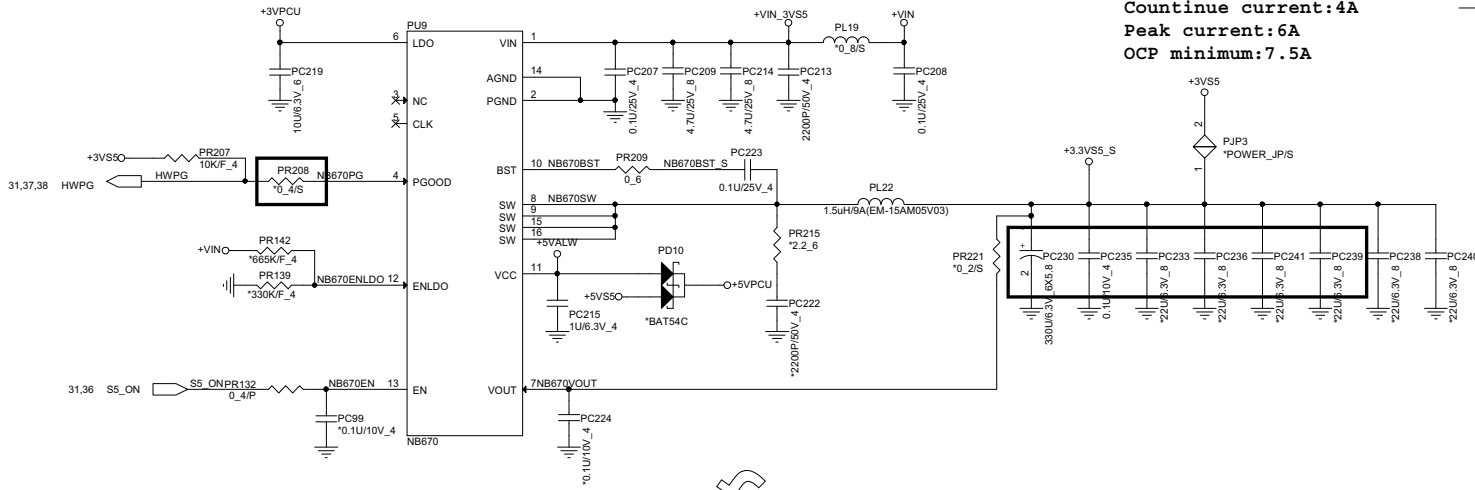 Countinue current:4A
Peak current:6A
OCP minimum:7.5A
+3VPCU
PU9
6 LDO
PC219
10U/6.3V_6
3 NC
5 CLK
+3VS5
PR207
10K/F_4
31,37,38 HWPG
HWPG
PR208
*0_4/S
NB670PG
4 PGOOD
+VIN
PR142
*665K/F_4
PR139
*330K/F_4
NB670ENLDO
12 ENLDO
31,36 S5_ON
S5_ON
PR132
0_4/P
NB670EN
13 EN
PC99
*0.1U/10V_4
NB670
VIN 1
AGND 14
PGND 2
+VIN_3VS5
PL19
*0_8/S
+VIN
PC207
0.1U/25V_4
PC209
4.7U/25V_8
PC214
4.7U/25V_8
PC213
2200P/50V_4
PC208
0.1U/25V_4
BST 10 NB670BST
PR209
0_6
NB670BST_S
PC223
0.1U/25V_4
SW 8 NB670SW
SW 9
SW 15
SW 16
PL22
1.5uH/9A(EM-15AM05V03)
+5VALW
VCC 11
PC215
1U/6.3V_4
PD10
+5VS5
+5VPCU
*BAT54C
PR215
*2.2_6
PC222
*2200P/50V_4
VOUT 7 NB670VOUT
PC224
*0.1U/10V_4
PR221
*0_2/S
+3.3VS5_S
+3VS5
2
PJP3
*POWER_JP/S
1
+
2
PC230
330U/6.3V_6X5.8
PC235
0.1U/10V_4
PC233
*22U/6.3V_8
PC236
*22U/6.3V_8
PC241
*22U/6.3V_8
PC239
*22U/6.3V_8
PC238
*22U/6.3V_8
PC240
*22U/6.3V_8